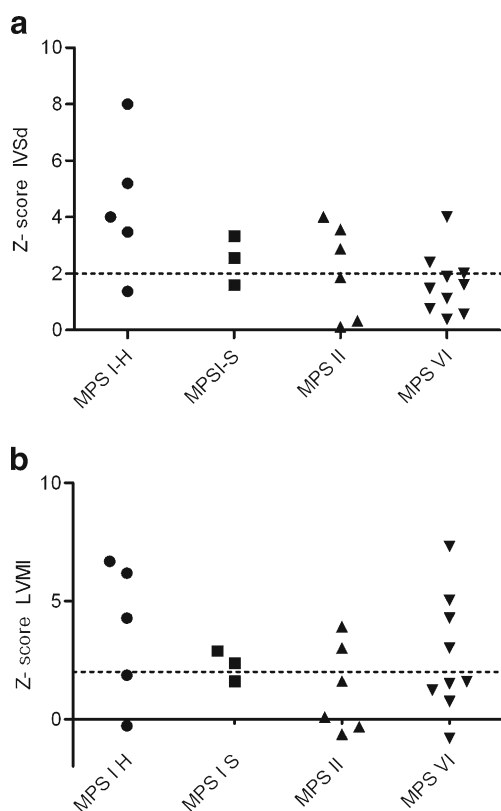 a
Z- score IVSd
10
8
6
4
2
0
MPS I-H
MPSI-S
MPS II
MPS VI
b
Z- score LVMI
10
5
0
MPS I H
MPS I S
MPS II
MPS VI